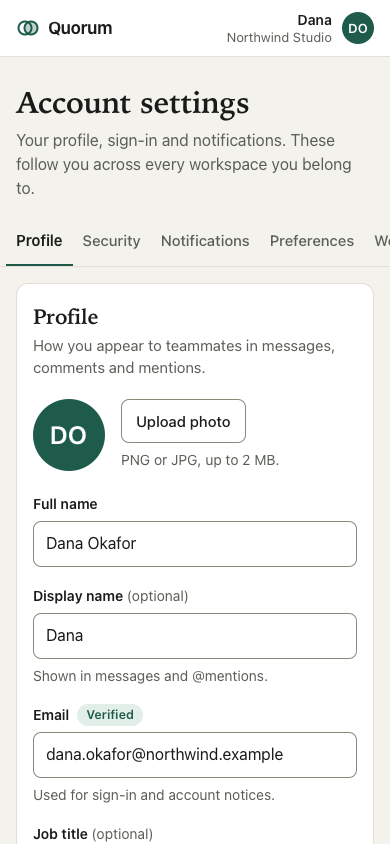 Quorum
Dana
Northwind Studio
DO
Account settings
Your profile, sign-in and notifications. These
follow you across every workspace you belong
to.
Profile
Security
Notifications
Preferences
Profile
How you appear to teammates in messages,
comments and mentions.
DO
Upload photo
PNG or JPG, up to 2 MB.
Full name
Dana Okafor
Display name (optional)
Dana
Shown in messages and @mentions.
Email
Verified
dana.okafor@northwind.example
Used for sign-in and account notices.
Job title (optional)